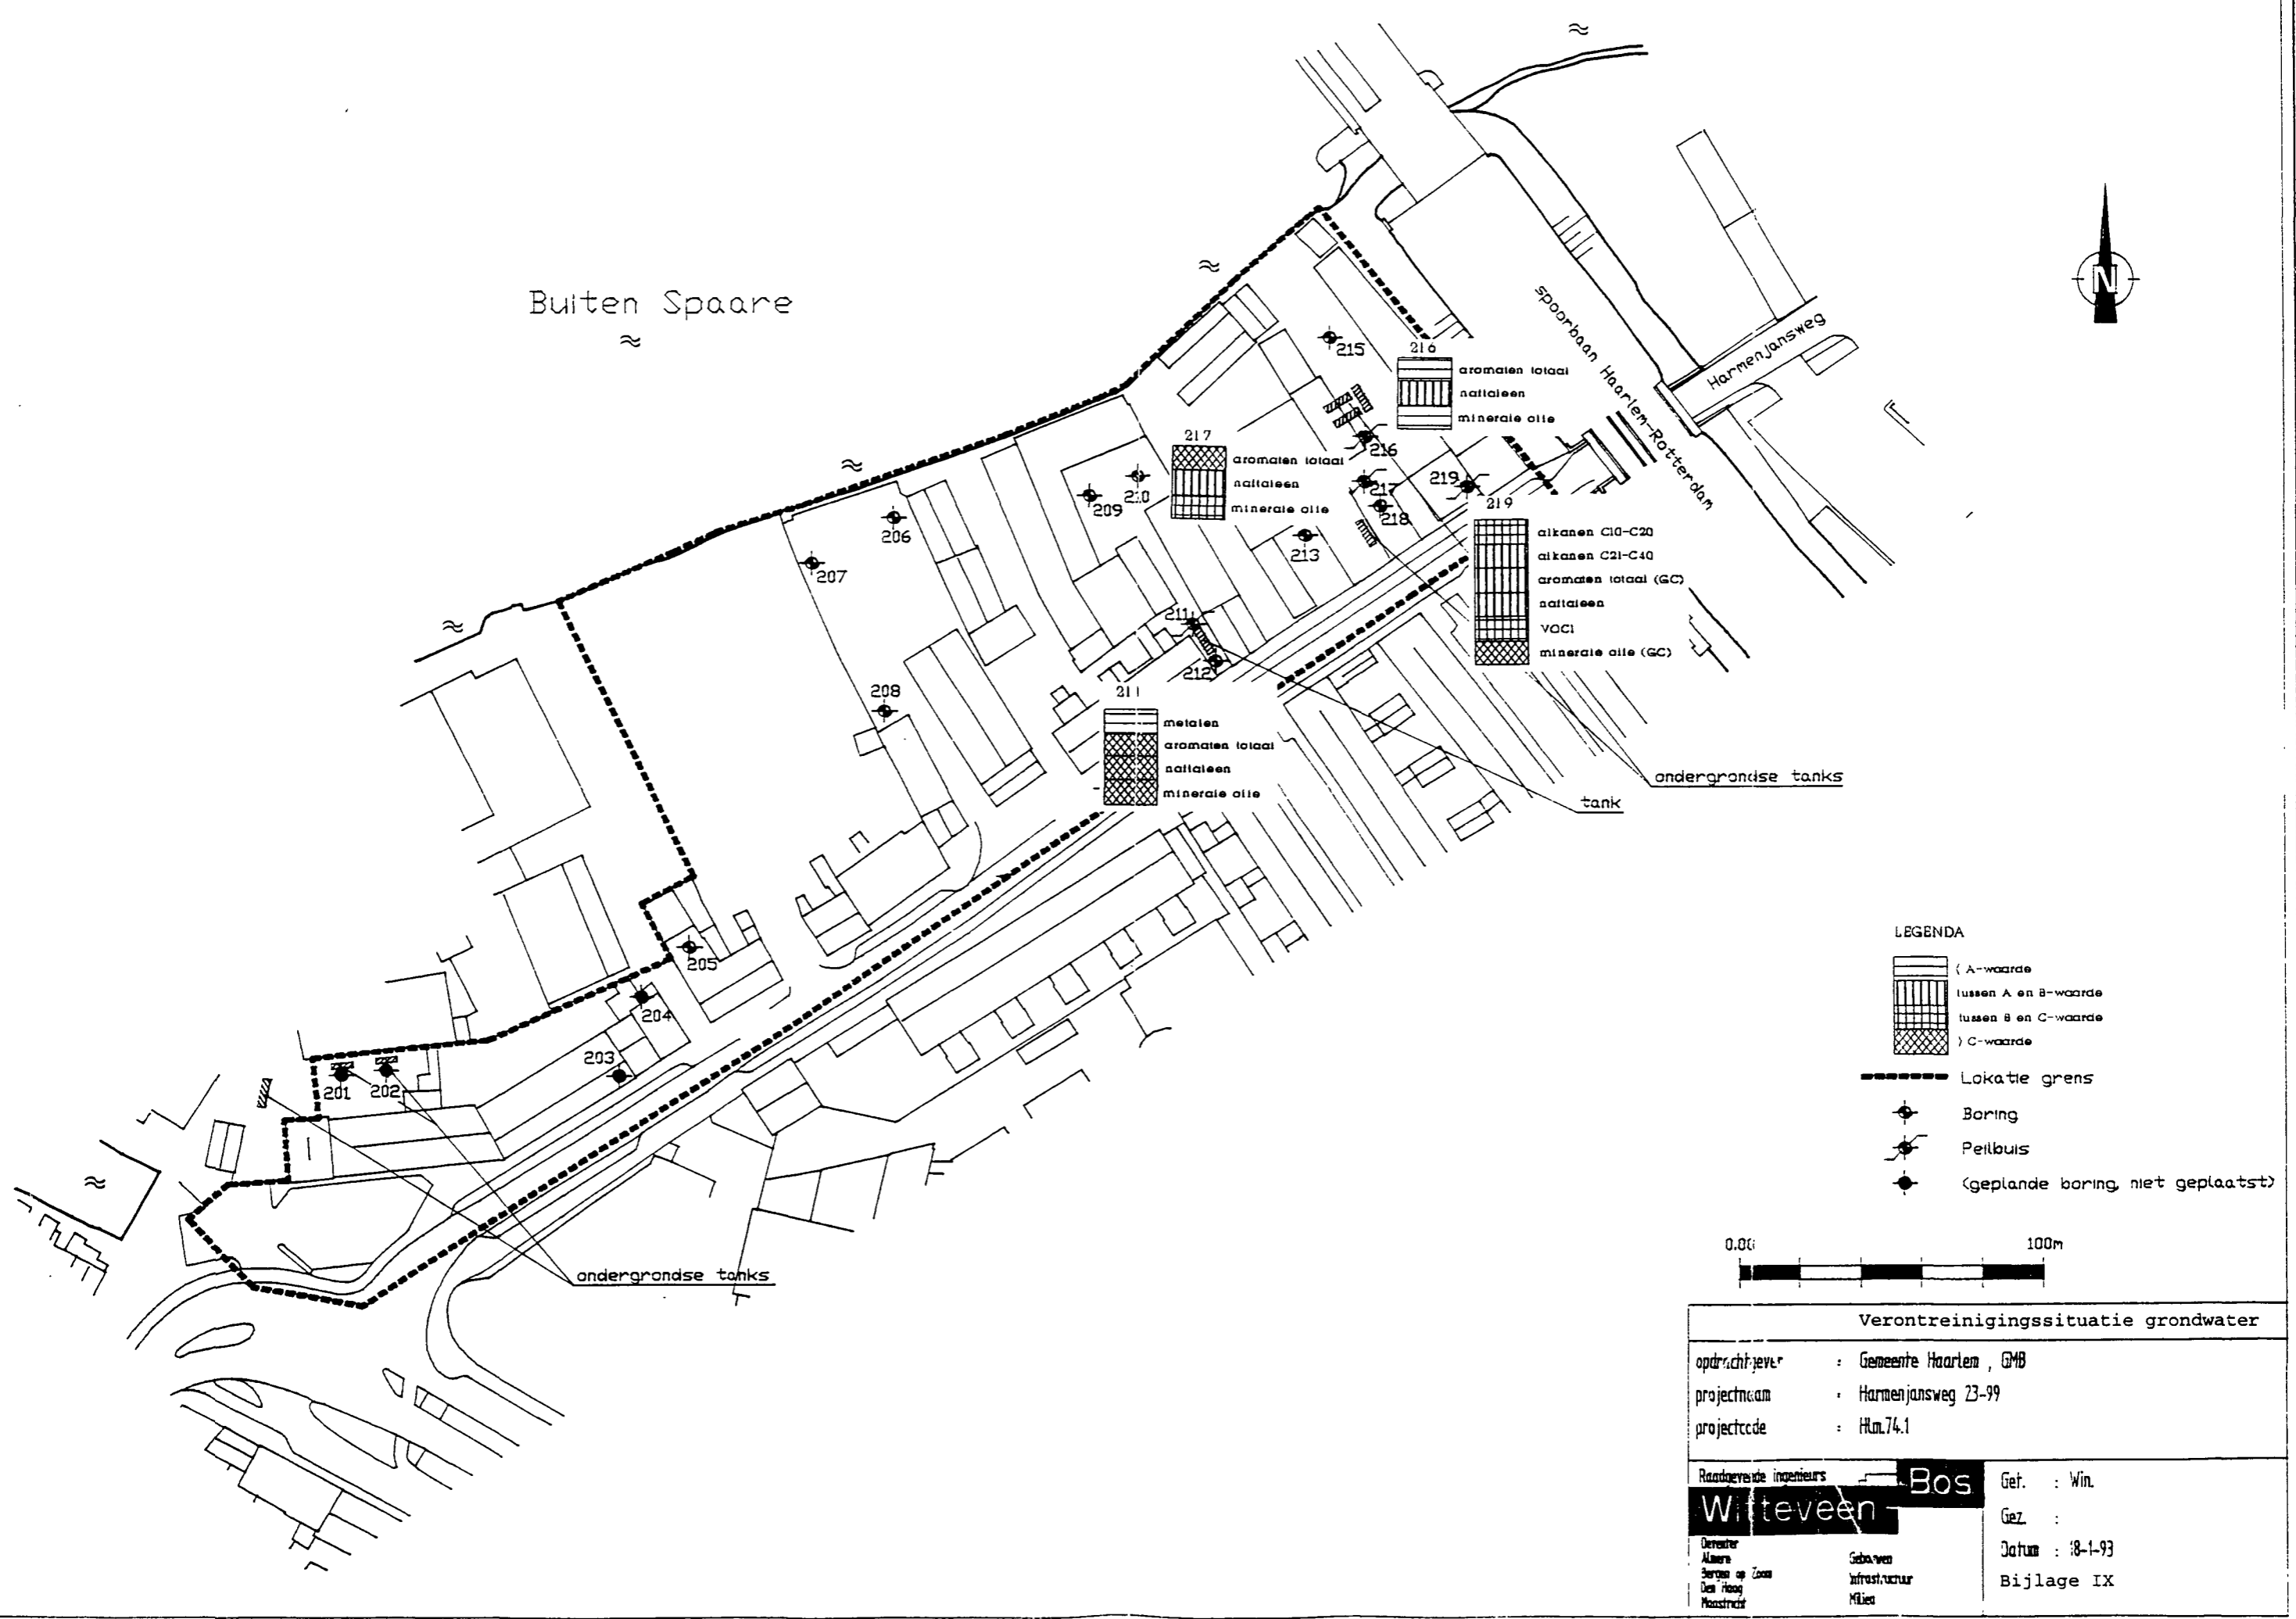 Buiten Spaare
spoorbaan Haarlem-Rotterdam
Harmenjansweg
N
215
216
aromaten totaal
naftaleen
minerale olie
216
217
aromaten totaal
naftaleen
minerale olie
217
218
219
219
alkanen C10-C20
alkanen C21-C40
aromaten totaal (GC)
naftaleen
VOCl
minerale olie (GC)
210
209
206
207
213
211
212
208
211
metalen
aromaten totaal
naftaleen
minerale olie
ondergrondse tanks
tank
205
204
203
201
202
ondergrondse tanks
LEGENDA
< A-waarde
tussen A en B-waarde
tussen B en C-waarde
> C-waarde
Lokatie grens
Boring
Peilbuis
(geplande boring, niet geplaatst)
100m
Verontreinigingssituatie grondwater
opdrachtgever : Gemeente Haarlem , GMB
projectnaam : Harmenjansweg 23-99
projectcode : Hlm.74.1
Raadgevende ingenieurs
Witteveen Bos
Deventer
Almere
Bergen op Zoom
Den Haag
Maastricht
Gebouwen
Infrastructuur
Milieu
Get. : Win.
Gez. :
Datum : 18-1-93
Bijlage IX